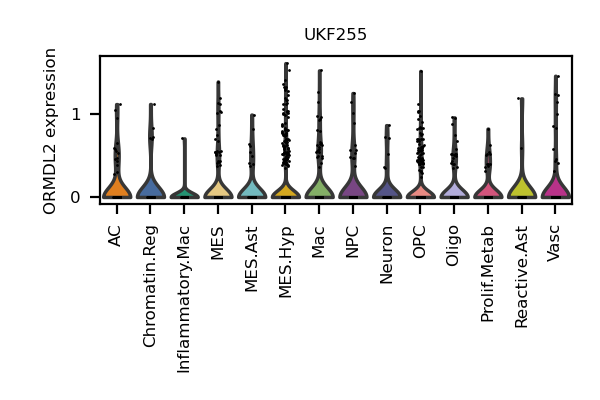 UKF255
ORMDL2 expression
1
0
AC
Chromatin.Reg
Inflammatory.Mac
MES
MES.Ast
MES.Hyp
Mac
NPC
Neuron
OPC
Oligo
Prolif.Metab
Reactive.Ast
Vasc